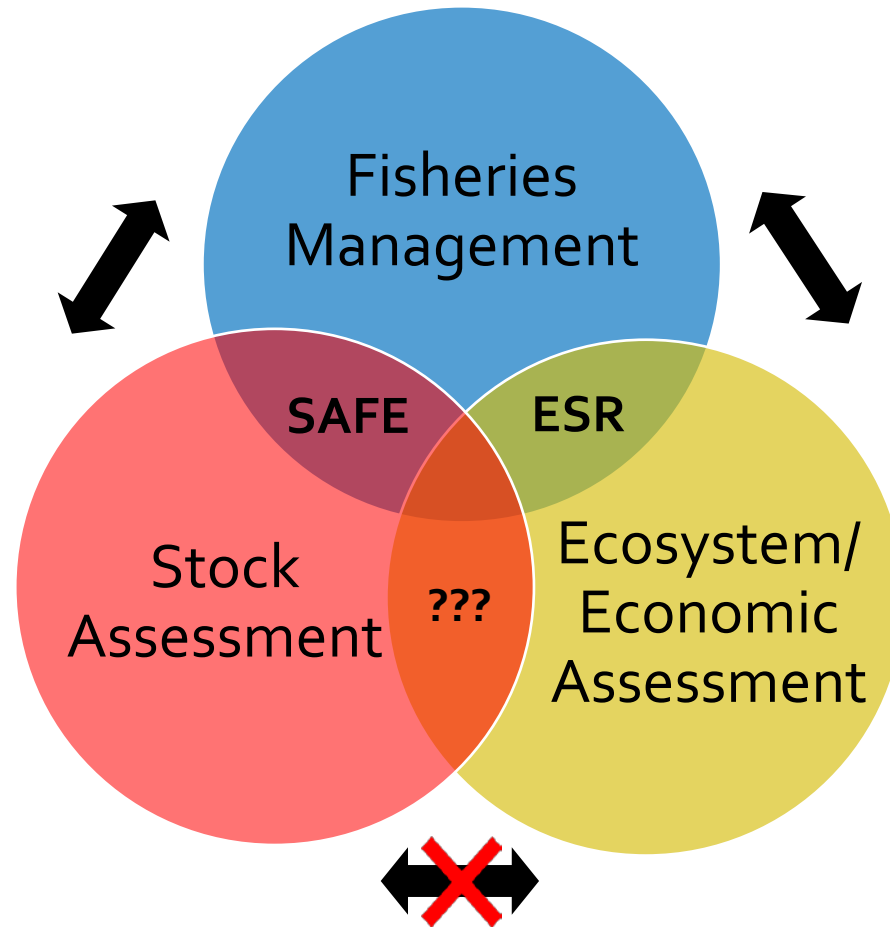 Fisheries
Management
SAFE
ESR
Stock
Assessment
???
Ecosystem/
Economic
Assessment